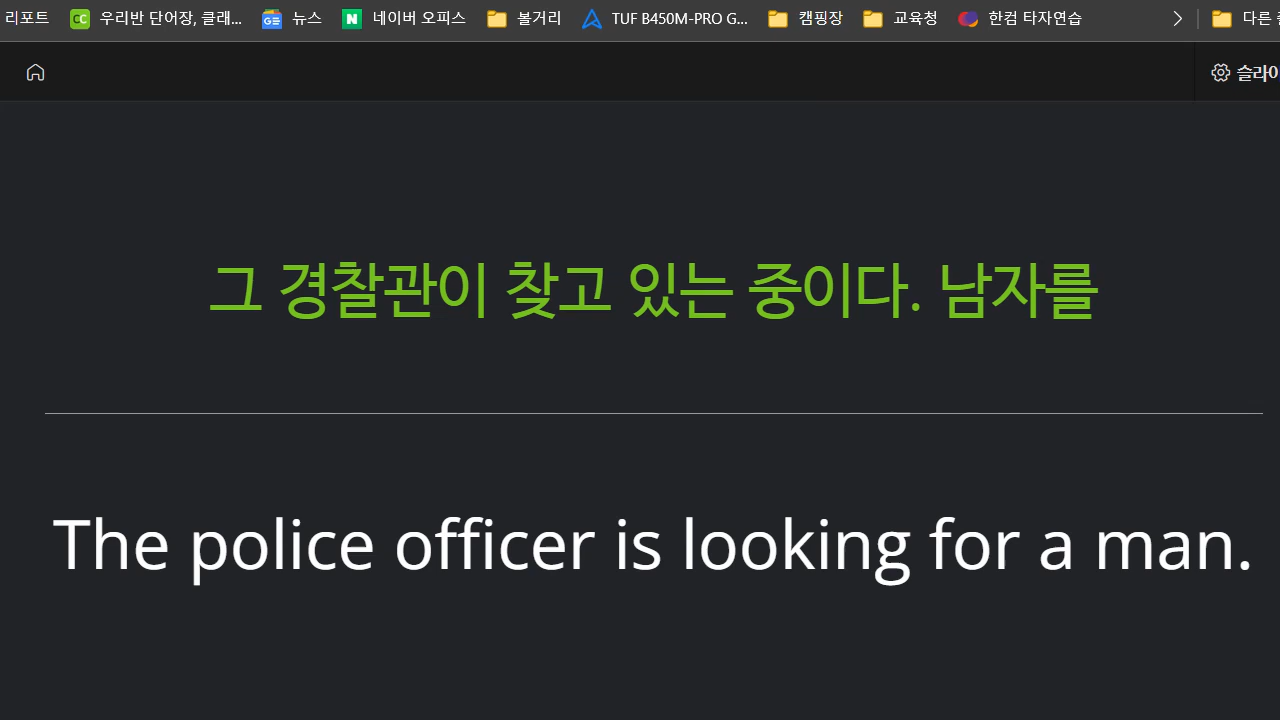 리포트 우리반 단어장, 클래... 뉴스 네이버 오피스 볼거리 TUF B450M-PRO G... 캠핑장 교육청 한컴 타자연습 다른
슬라이
그 경찰관이 찾고 있는 중이다. 남자를
The police officer is looking for a man.